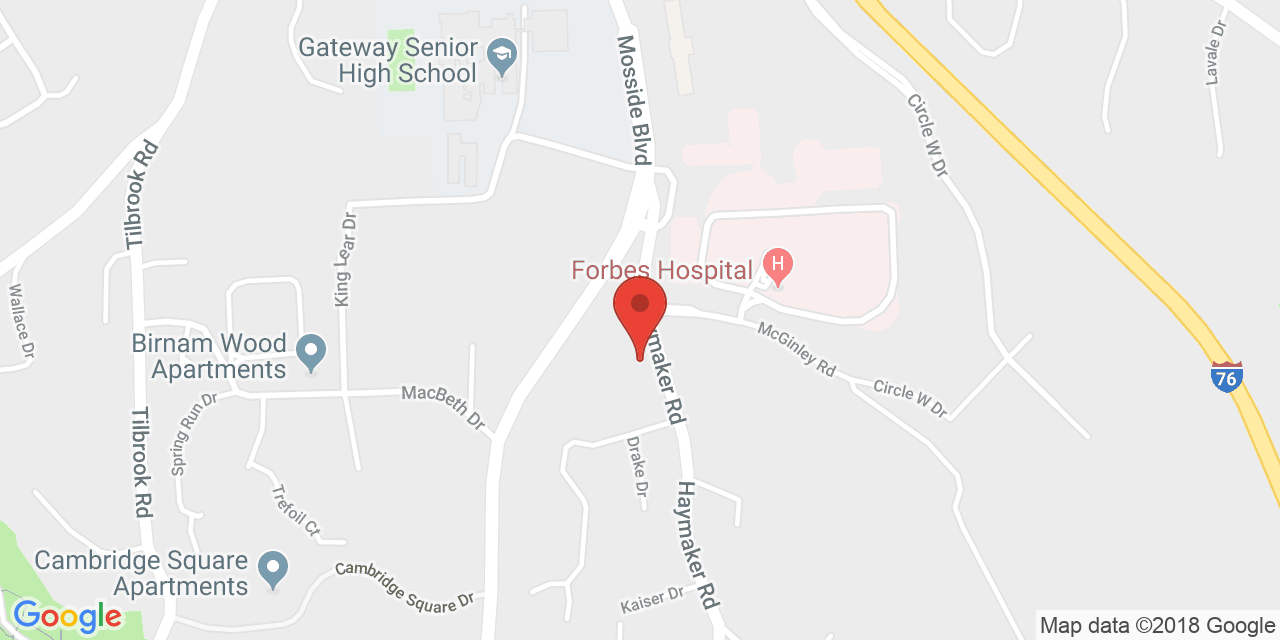 Gateway Senior
High School
Mosside Blvd
Lavale Dr
Circle W Dr
Tilbrook Rd
King Lear Dr
Forbes Hospital
H
Wallace Dr
Birnam Wood
Apartments
McGinley Rd
76
maker Rd
Circle W Dr
MacBeth Dr
Spring Run Dr
Tilbrook Rd
Drake Dr
Trefoil Ct
Haymaker Rd
Cambridge Square
Apartments
Cambridge Square Dr
Kaiser Dr
Google
Map data ©2018 Google